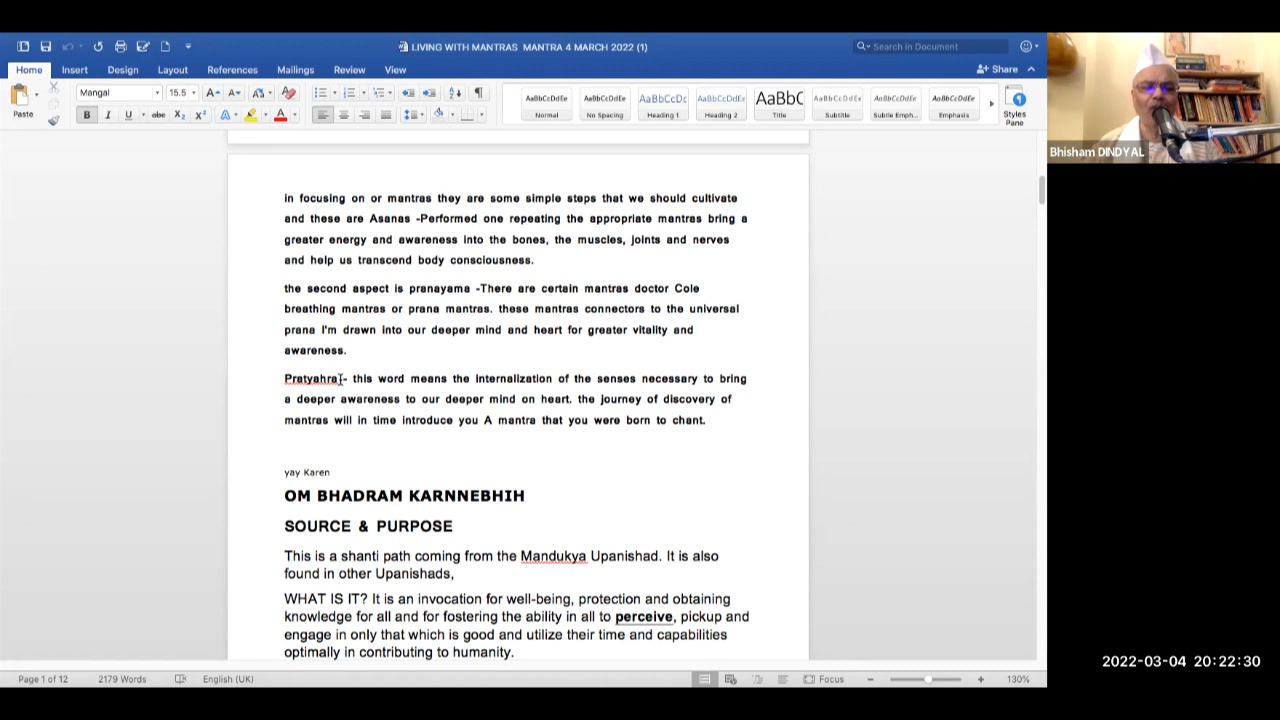 LIVING WITH MANTRAS  MANTRA 4 MARCH 2022 (1)
Search in Document
Home Insert Design Layout References Mailings Review View
Share
Paste
Mangal 15.5
B I U abc X₂ X²
AaBbCcDdEe AaBbCcDdEe AaBbCcDc AaBbCcDdEe AaBbC AaBbCcDdEe AaBbCcDdEe AaBbCcDdEe
Normal No Spacing Heading 1 Heading 2 Title Subtitle Subtle Emph... Emphasis
Styles
Pane
Bhisham DINDYAL
in focusing on or mantras they are some simple steps that we should cultivate
and these are Asanas -Performed one repeating the appropriate mantras bring a
greater energy and awareness into the bones, the muscles, joints and nerves
and help us transcend body consciousness.
the second aspect is pranayama -There are certain mantras doctor Cole
breathing mantras or prana mantras. these mantras connectors to the universal
prana I'm drawn into our deeper mind and heart for greater vitality and
awareness.
Pratyahra - this word means the internalization of the senses necessary to bring
a deeper awareness to our deeper mind on heart. the journey of discovery of
mantras will in time introduce you A mantra that you were born to chant.
yay Karen
OM BHADRAM KARNNEBHIH
SOURCE & PURPOSE
This is a shanti path coming from the Mandukya Upanishad. It is also
found in other Upanishads,
WHAT IS IT? It is an invocation for well-being, protection and obtaining
knowledge for all and for fostering the ability in all to perceive, pickup and
engage in only that which is good and utilize their time and capabilities
optimally in contributing to humanity.
2022-03-04 20:22:30
Page 1 of 12 2179 Words English (UK) Focus 130%